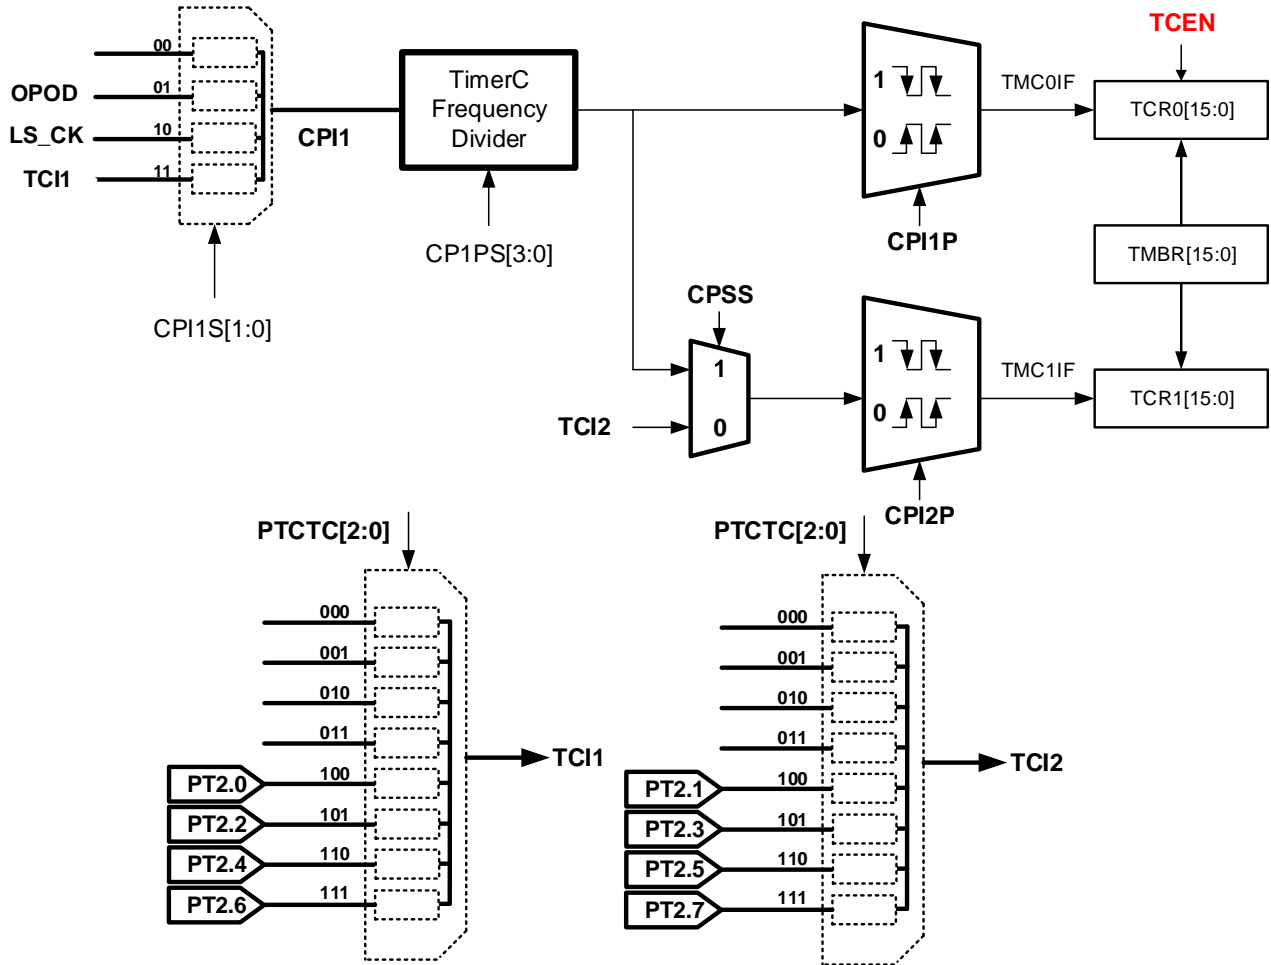 TCEN
00
OPOD 01
LS_CK 10
TCI1 11
CPI1
TimerC
Frequency
Divider
1
0
TMC0IF
TCR0[15:0]
CPI1S[1:0]
CP1PS[3:0]
CPI1P
TMBR[15:0]
CPSS
1
0
TCI2
1
0
TMC1IF
TCR1[15:0]
CPI2P
PTCTC[2:0]
000
001
010
011
PT2.0 100
PT2.2 101
PT2.4 110
PT2.6 111
TCI1
PTCTC[2:0]
000
001
010
011
PT2.1 100
PT2.3 101
PT2.5 110
PT2.7 111
TCI2